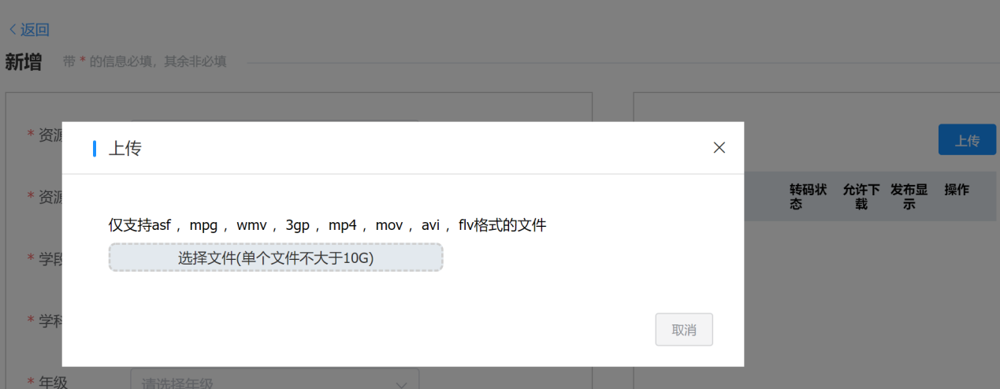 返回
新增 带 * 的信息必填，其余非必填
* 资源
上传
上传
* 资源
转码状态 允许下载 发布显示 操作
仅支持asf， mpg， wmv， 3gp， mp4， mov， avi， flv格式的文件
* 学段
选择文件(单个文件不大于10G)
* 学科
取消
* 年级 请选择年级